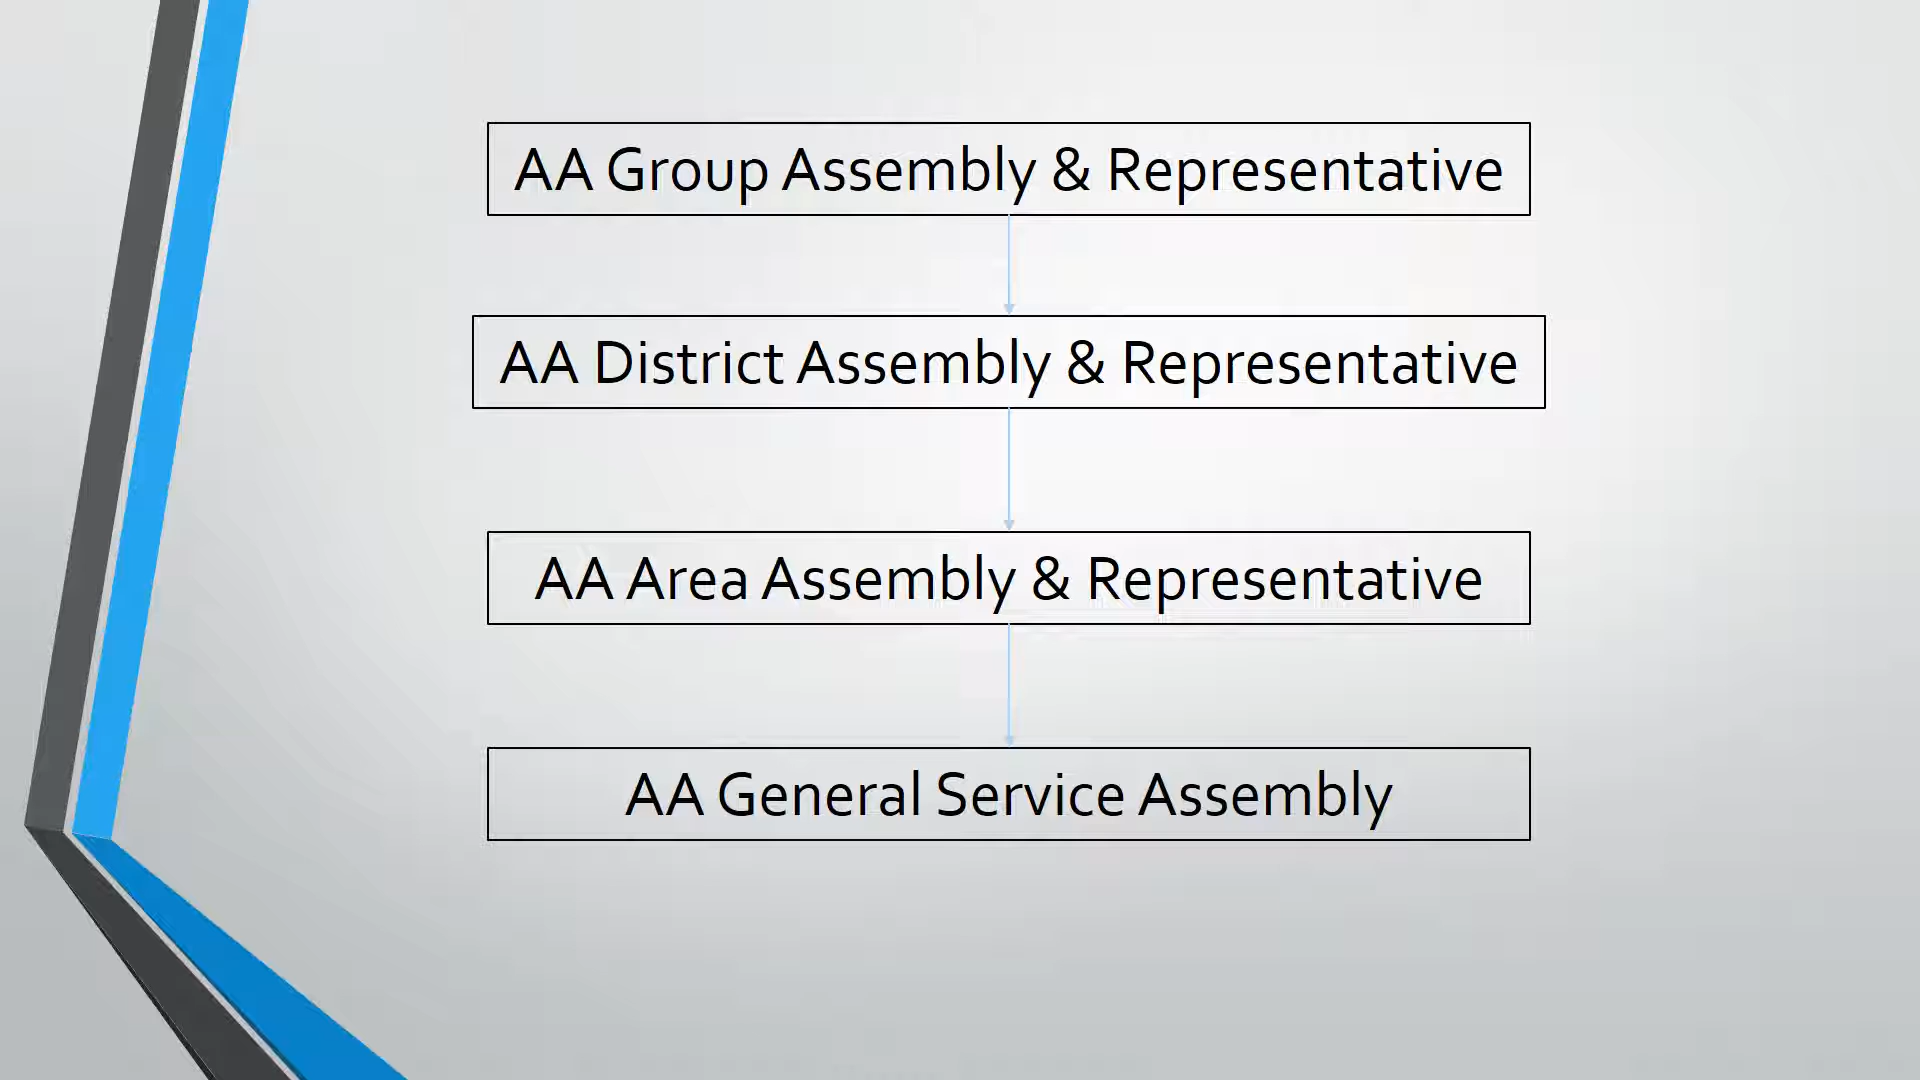 AA Group Assembly & Representative
AA District Assembly & Representative
AA Area Assembly & Representative
AA General Service Assembly